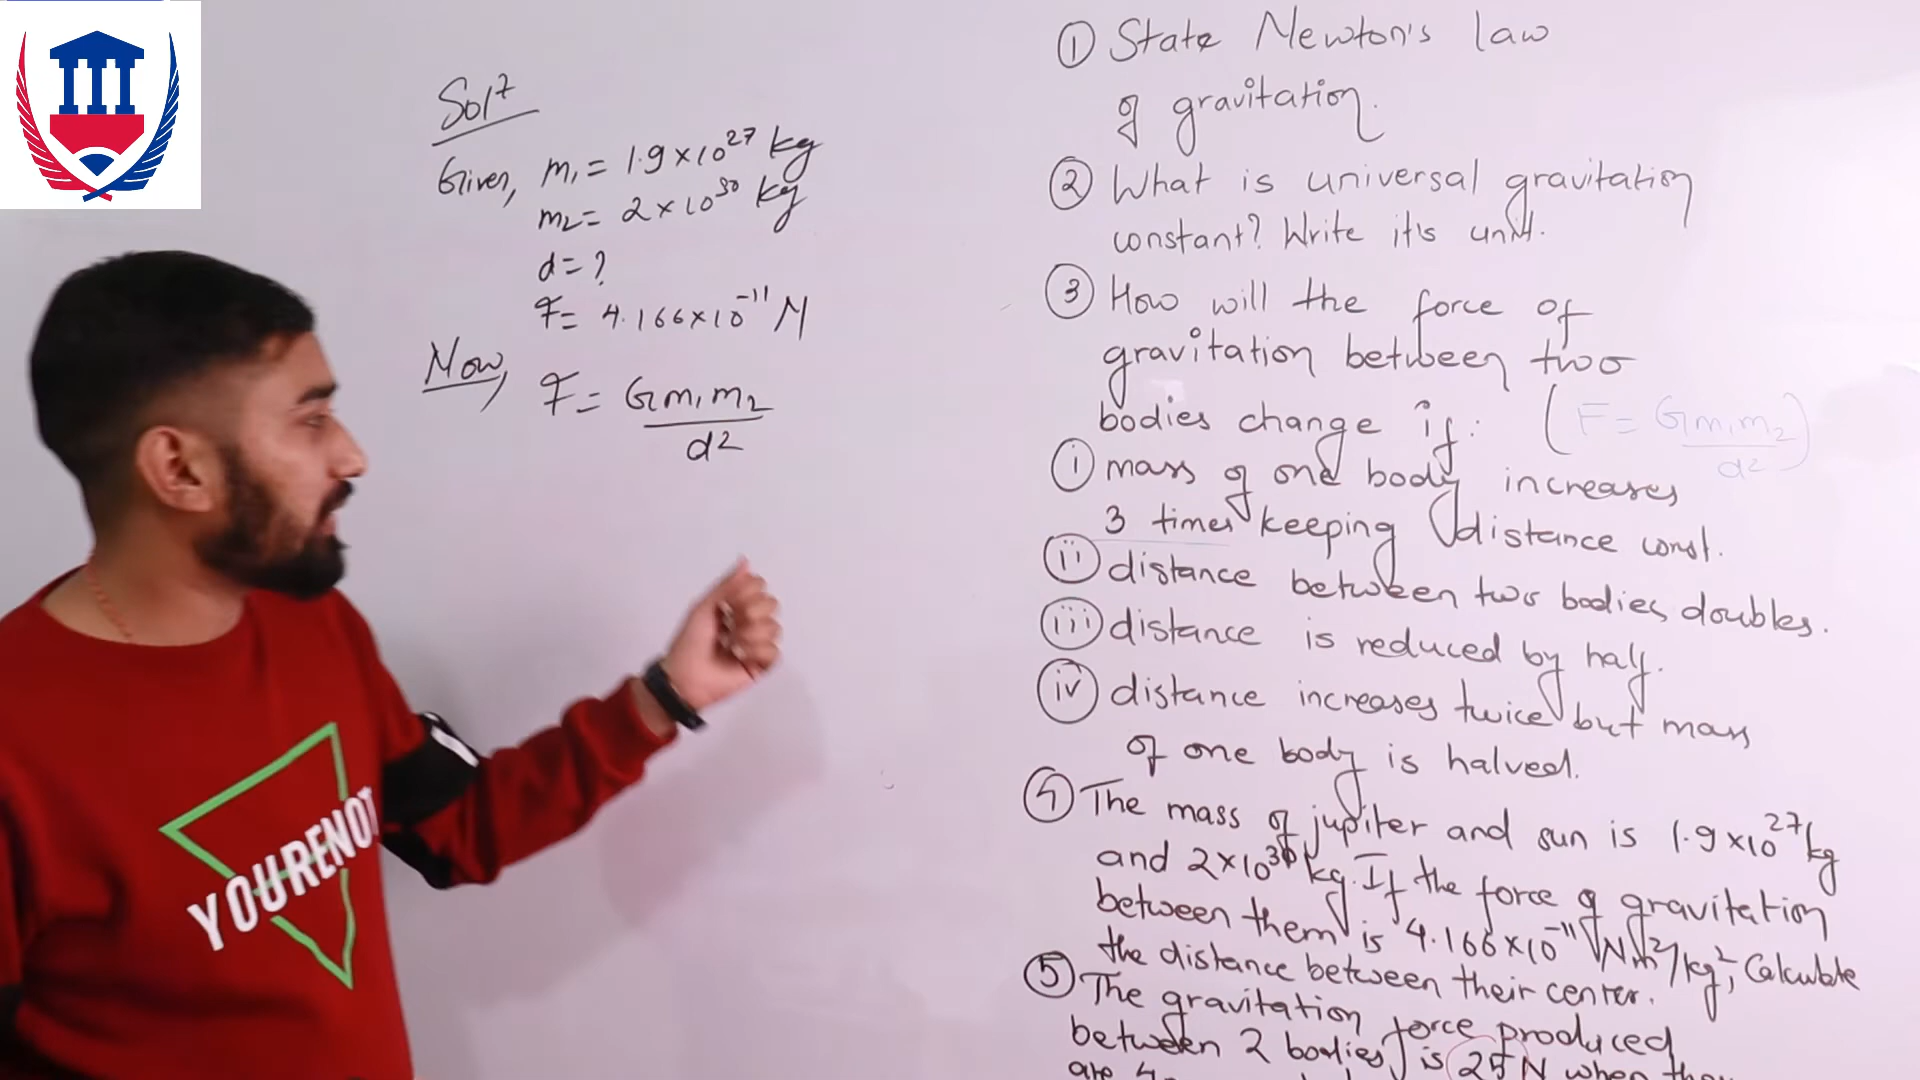 Solⁿ
Given, m₁ = 1.9×10²⁷ kg
m₂ = 2×10³⁰ kg
d = ?
F = 4.166×10⁻¹¹ N
Now, F = Gm₁m₂
d²
① State Newton's law
of gravitation.
② What is universal gravitation
constant? Write it's unit.
③ How will the force of
gravitation between two
bodies change if: (F = Gm₁m₂
d²)
ⓘ mass of one body increases
3 times keeping distance const.
ⓘⓘ distance between two bodies doubles.
ⓘⓘⓘ distance is reduced by half.
ⓘⓥ distance increases twice but mass
of one body is halved.
④ The mass of jupiter and sun is 1.9×10²⁷ kg
and 2×10³⁰ kg. If the force of gravitation
between them is 4.166×10⁻¹¹ Nm²/kg², Calculate
the distance between their center.
⑤ The gravitation force produced
between 2 bodies is 25 N when they
are 4
YOURENOT